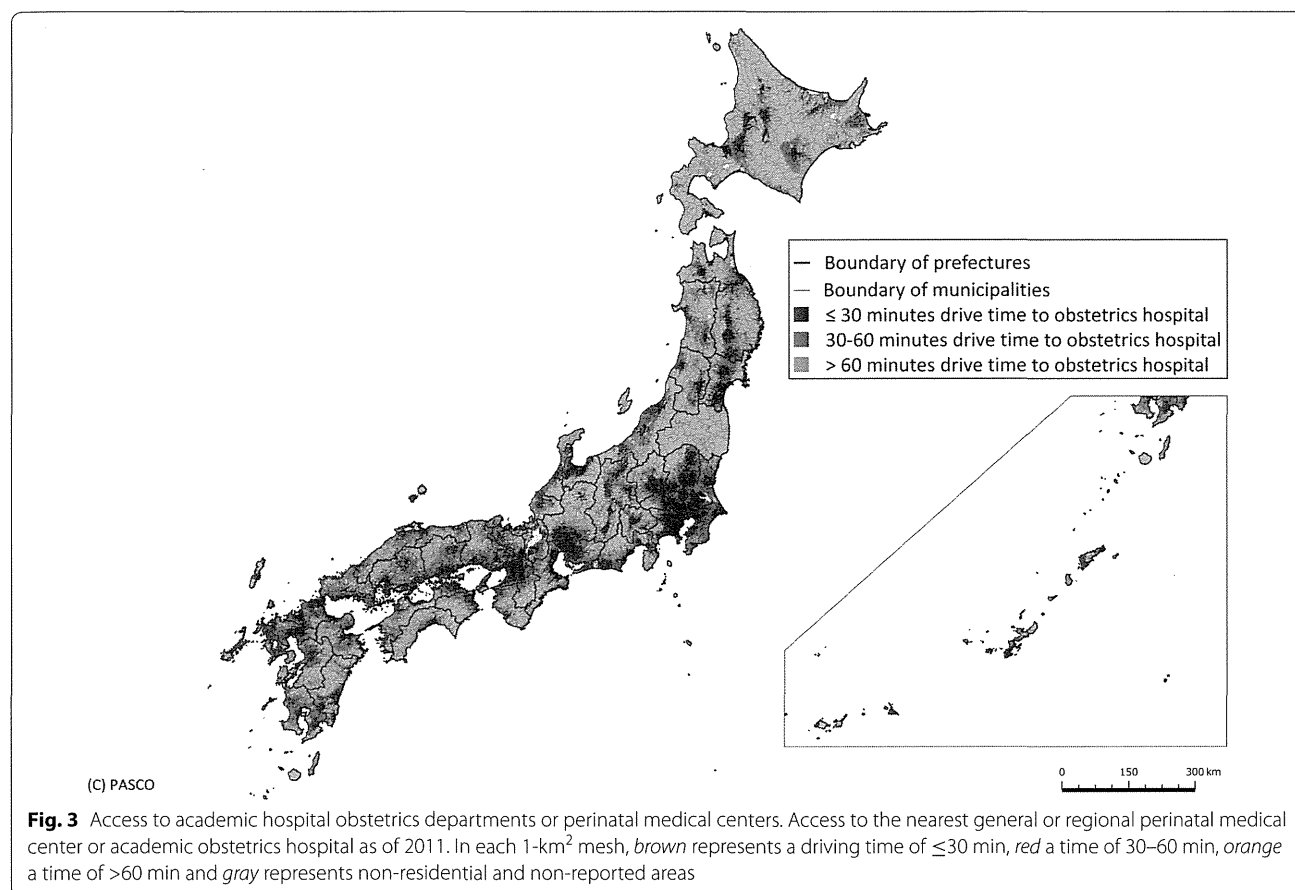 Boundary of prefectures
Boundary of municipalities
≤ 30 minutes drive time to obstetrics hospital
30-60 minutes drive time to obstetrics hospital
> 60 minutes drive time to obstetrics hospital
(C) PASCO
0 150 300 km
Fig. 3 Access to academic hospital obstetrics departments or perinatal medical centers. Access to the nearest general or regional perinatal medical
center or academic obstetrics hospital as of 2011. In each 1-km² mesh, brown represents a driving time of ≤30 min, red a time of 30–60 min, orange
a time of >60 min and gray represents non-residential and non-reported areas